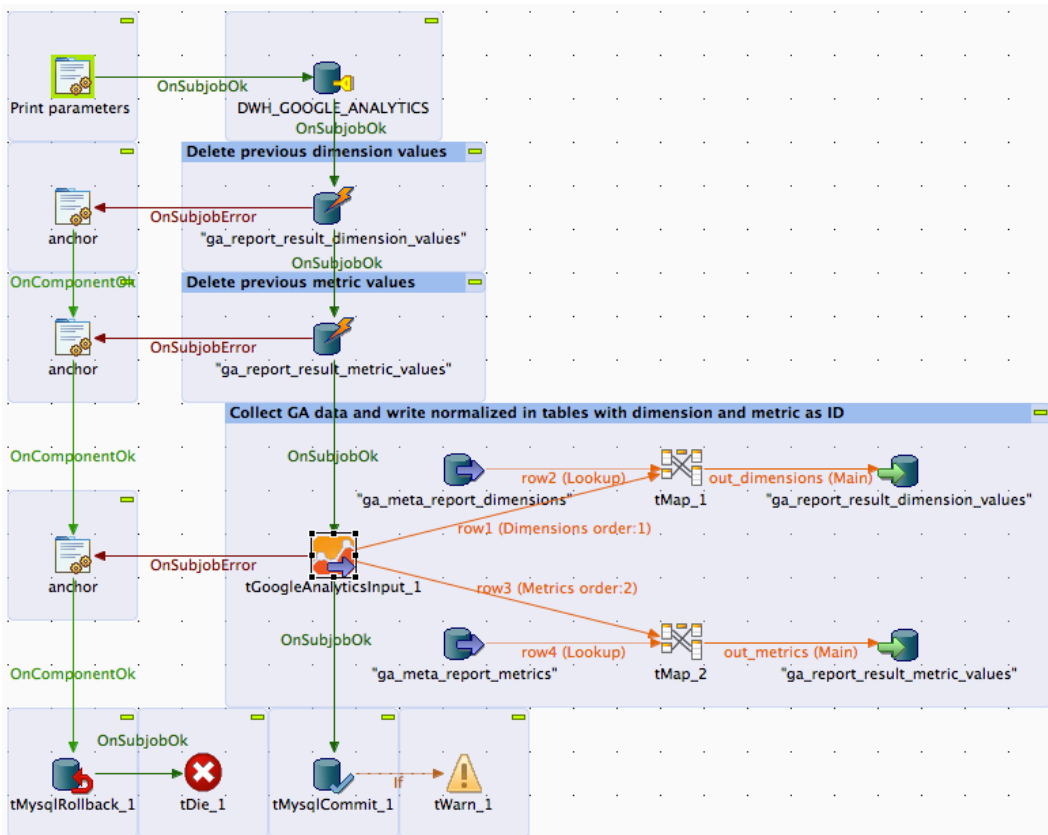 OnSubjobOk
Print parameters
DWH_GOOGLE_ANALYTICS
OnSubjobOk
Delete previous dimension values
OnSubjobError
anchor
"ga_report_result_dimension_values"
OnSubjobOk
OnComponentOk
Delete previous metric values
OnSubjobError
anchor
"ga_report_result_metric_values"
Collect GA data and write normalized in tables with dimension and metric as ID
OnComponentOk
OnSubjobOk
row2 (Lookup)
out_dimensions (Main)
"ga_meta_report_dimensions"
tMap_1
"ga_report_result_dimension_values"
row1 (Dimensions order:1)
OnSubjobError
anchor
tGoogleAnalyticsInput_1
row3 (Metrics order:2)
OnSubjobOk
row4 (Lookup)
out_metrics (Main)
OnComponentOk
"ga_meta_report_metrics"
tMap_2
"ga_report_result_metric_values"
OnSubjobOk
If
tMysqlRollback_1
tDie_1
tMysqlCommit_1
tWarn_1